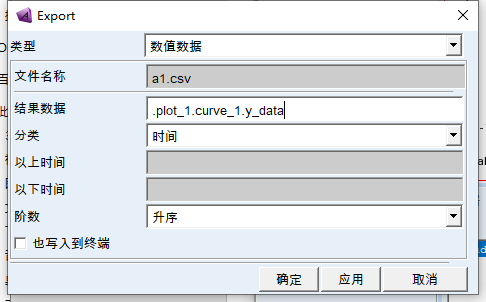 Export
类型 数值数据
文件名称 a1.csv
结果数据 .plot_1.curve_1.y_data
分类 时间
以上时间
以下时间
阶数 升序
也写入到终端
确定 应用 取消